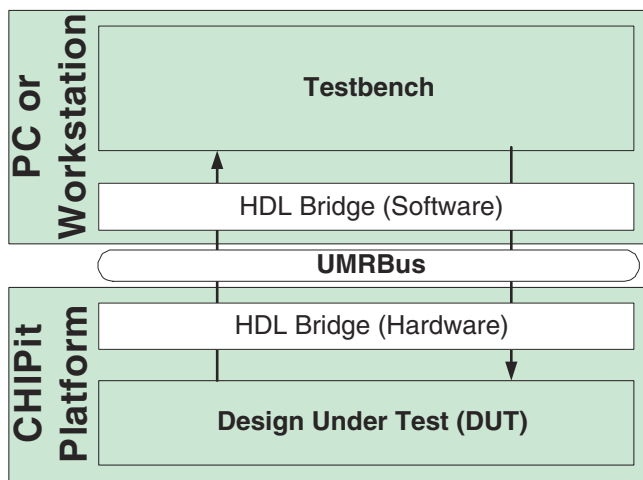 PC or
Workstation
Testbench
HDL Bridge (Software)
UMRBus
CHIPit
Platform
HDL Bridge (Hardware)
Design Under Test (DUT)